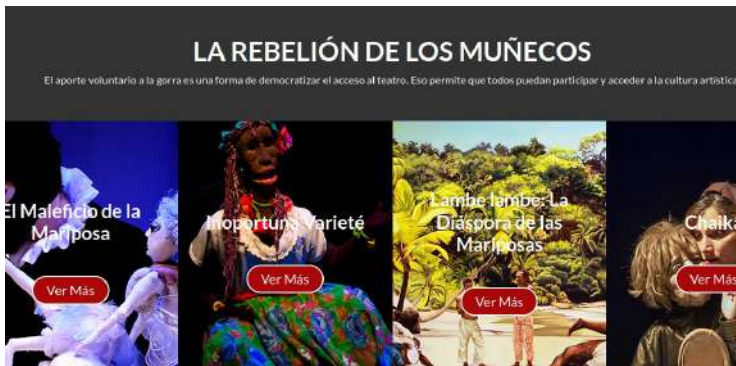 LA REBELIÓN DE LOS MUÑECOS
El aporte voluntario a la gorra es una forma de democratizar el acceso al teatro. Eso permite que todos puedan participar y acceder a la cultura artística
El Maleficio de la
Mariposa
Ver Más
Inoportuna Varieté
Ver Más
Lambe lambe: La
Diáspora de las
Mariposas
Ver Más
Chaika
Ver Más